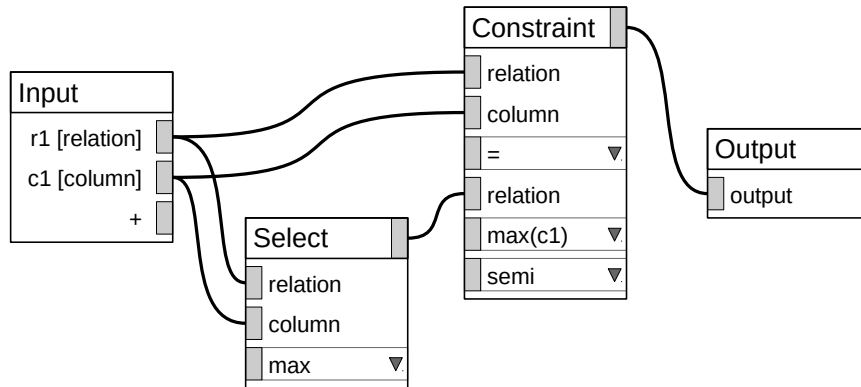 Input
r1 [relation]
c1 [column]
+
Select
relation
column
max
Constraint
relation
column
=
relation
max(c1)
semi
Output
output